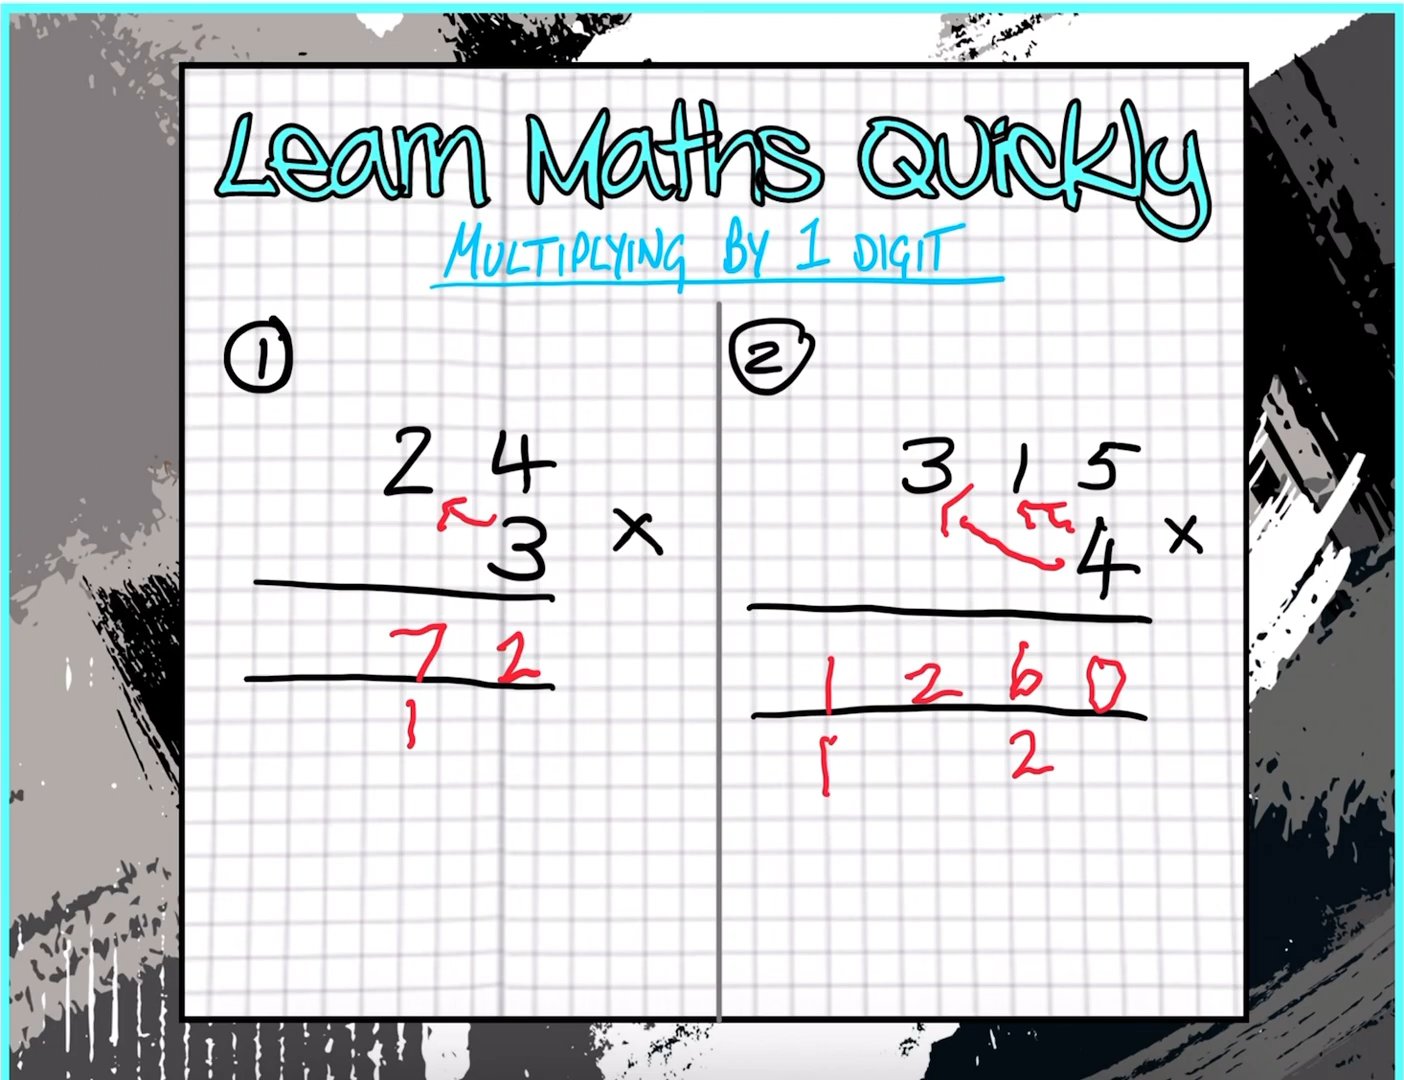 Learn Maths Quickly
MULTIPLYING BY 1 DIGIT
1
2 4
3 X
7 2
1
2
3 1 5
4 X
1 2 6 0
1 2